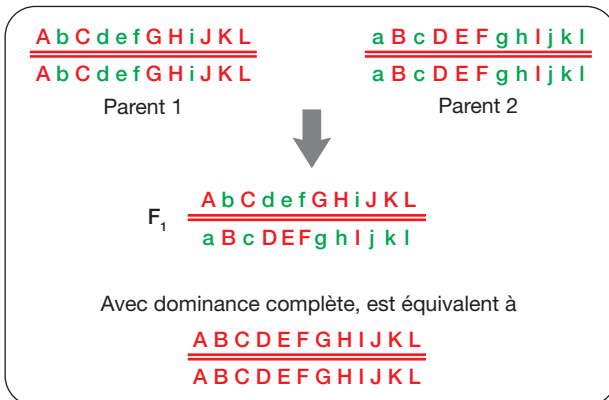 A b C d e f G H i J K L
a B c D E F g h I j k l
A b C d e f G H i J K L
a B c D E F g h I j k l
Parent 1
Parent 2
A b C d e f G H i J K L
F1
a B c D E F g h I j k l
Avec dominance complète, est équivalent à
A B C D E F G H I J K L
A B C D E F G H I J K L